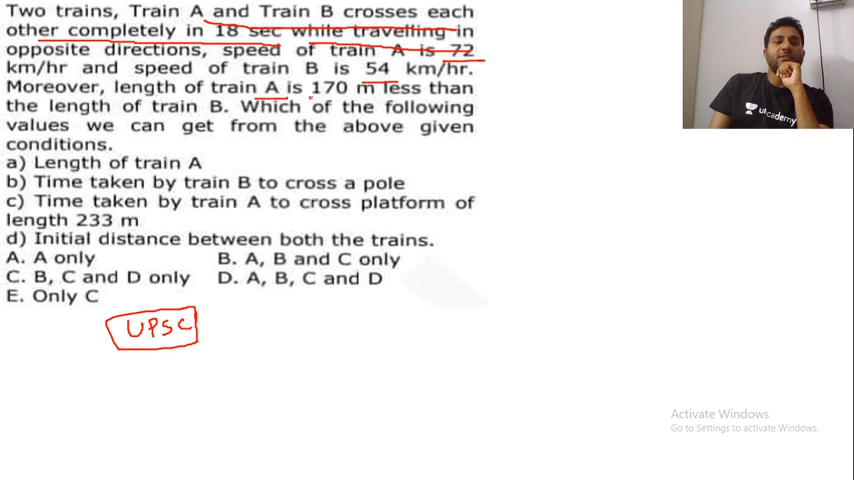 Two trains, Train A and Train B crosses each
other completely in 18 sec while travelling in
opposite directions, speed of train A is 72
km/hr and speed of train B is 54 km/hr.
Moreover, length of train A is 170 m less than
the length of train B. Which of the following
values we can get from the above given
conditions.
a) Length of train A
b) Time taken by train B to cross a pole
c) Time taken by train A to cross platform of
length 233 m
d) Initial distance between both the trains.
A. A only B. A, B and C only
C. B, C and D only D. A, B, C and D
E. Only C
UPSC
Activate Windows
Go to Settings to activate Windows.